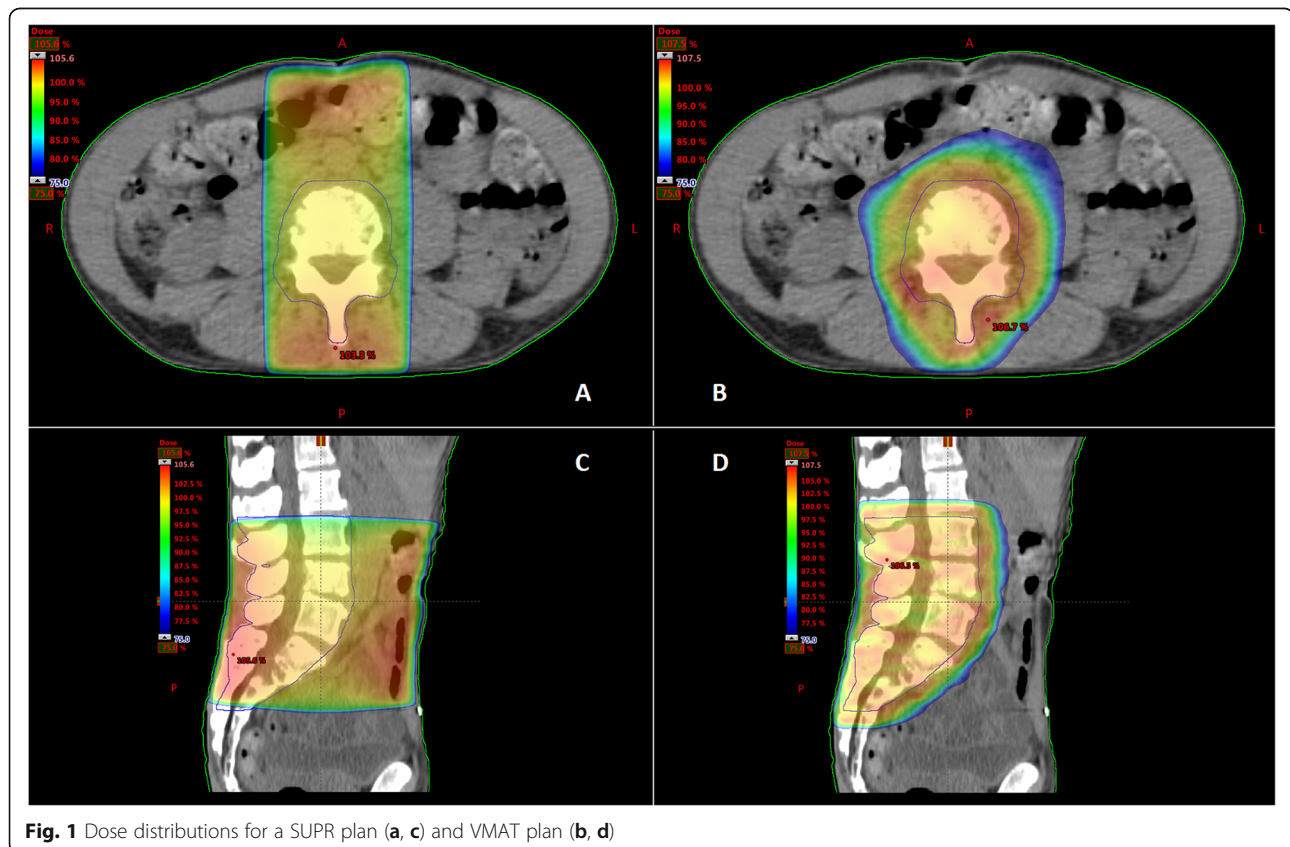 Dose
105.6 %
105.6
100.0 %
95.0 %
90.0 %
85.0 %
80.0 %
75.0
75.0 %
A
R
103.3 %
A
P
Dose
107.5 %
107.5
100.0 %
95.0 %
90.0 %
85.0 %
80.0 %
75.0
75.0 %
A
R
L
106.7 %
B
P
Dose
105.6 %
105.6
102.5 %
100.0 %
97.5 %
95.0 %
92.5 %
90.0 %
87.5 %
85.0 %
82.5 %
80.0 %
77.5 %
75.0
75.0 %
C
105.6 %
P
Dose
107.5 %
107.5
105.0 %
102.5 %
100.0 %
97.5 %
95.0 %
92.5 %
90.0 %
87.5 %
85.0 %
82.5 %
80.0 %
77.5 %
75.0
75.0 %
D
P
Fig. 1 Dose distributions for a SUPR plan (a, c) and VMAT plan (b, d)